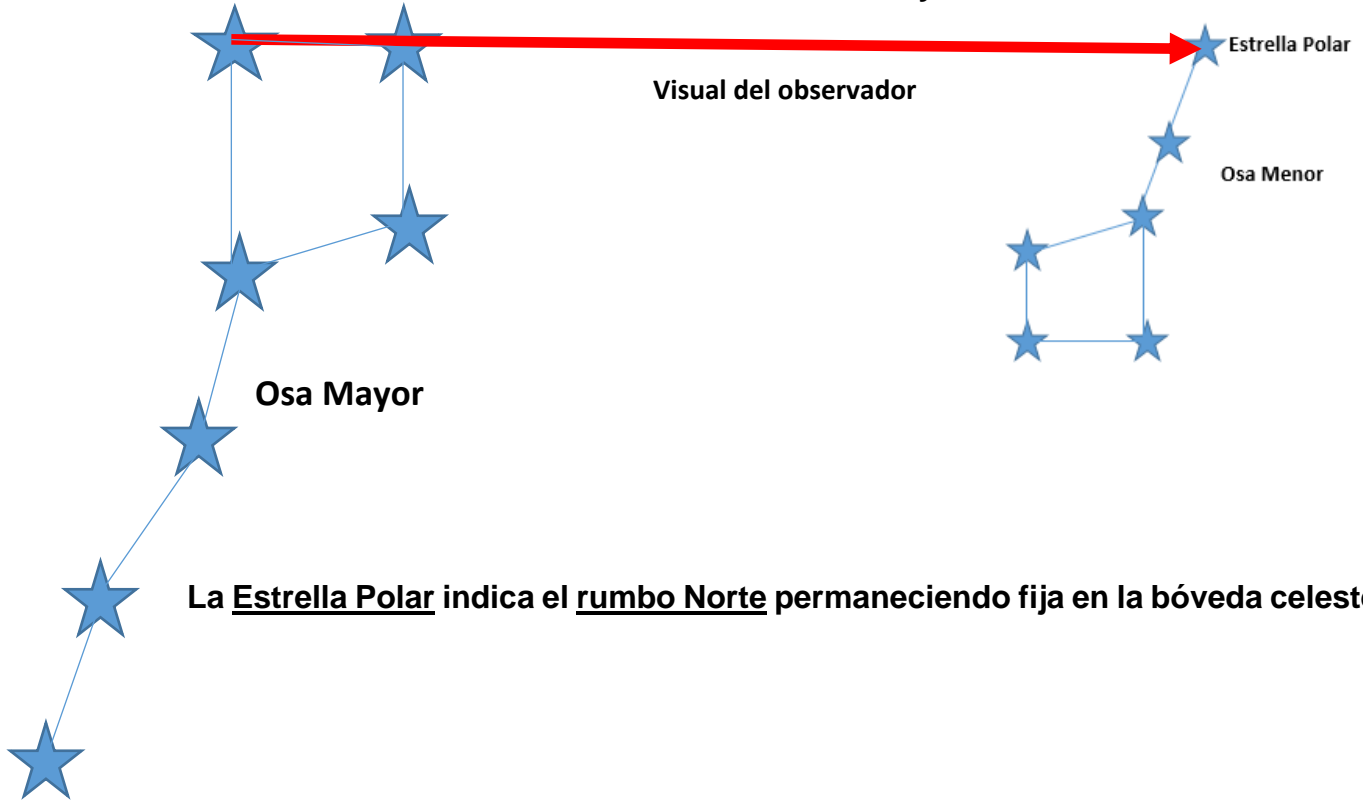 Estrella Polar
Visual del observador
Osa Menor
Osa Mayor
La Estrella Polar indica el rumbo Norte permaneciendo fija en la bóveda